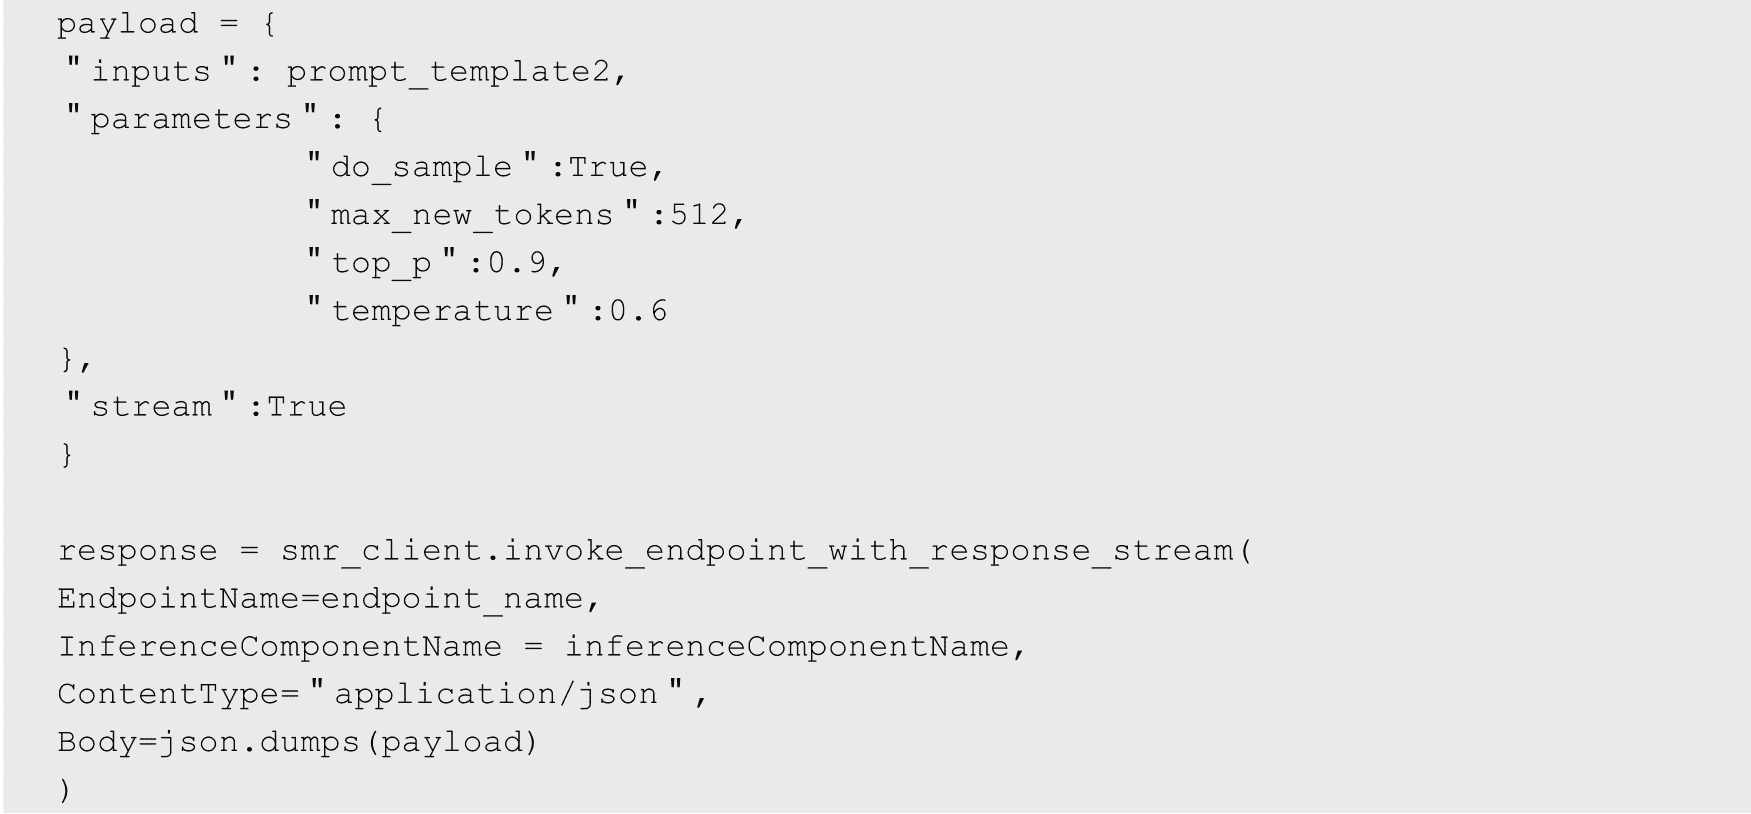 payload = {
"inputs": prompt_template2,
"parameters": {
"do_sample":True,
"max_new_tokens":512,
"top_p":0.9,
"temperature":0.6
},
"stream":True
}
response = smr_client.invoke_endpoint_with_response_stream(
EndpointName=endpoint_name,
InferenceComponentName = inferenceComponentName,
ContentType="application/json",
Body=json.dumps(payload)
)